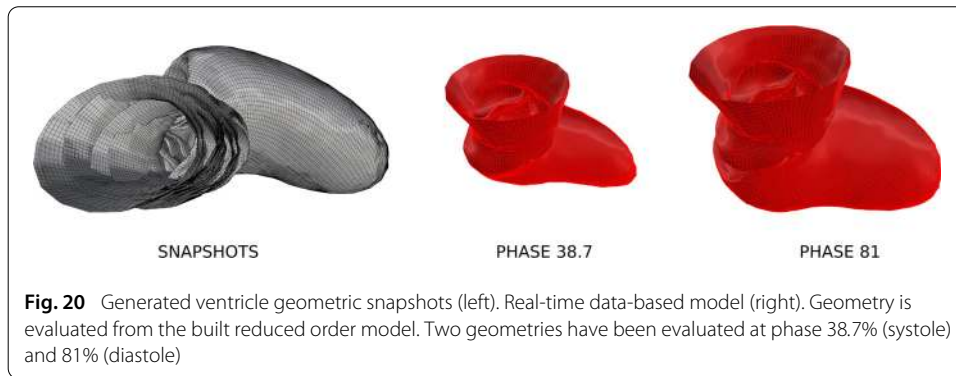 SNAPSHOTS
PHASE 38.7
PHASE 81
Fig. 20 Generated ventricle geometric snapshots (left). Real-time data-based model (right). Geometry is
evaluated from the built reduced order model. Two geometries have been evaluated at phase 38.7% (systole)
and 81% (diastole)